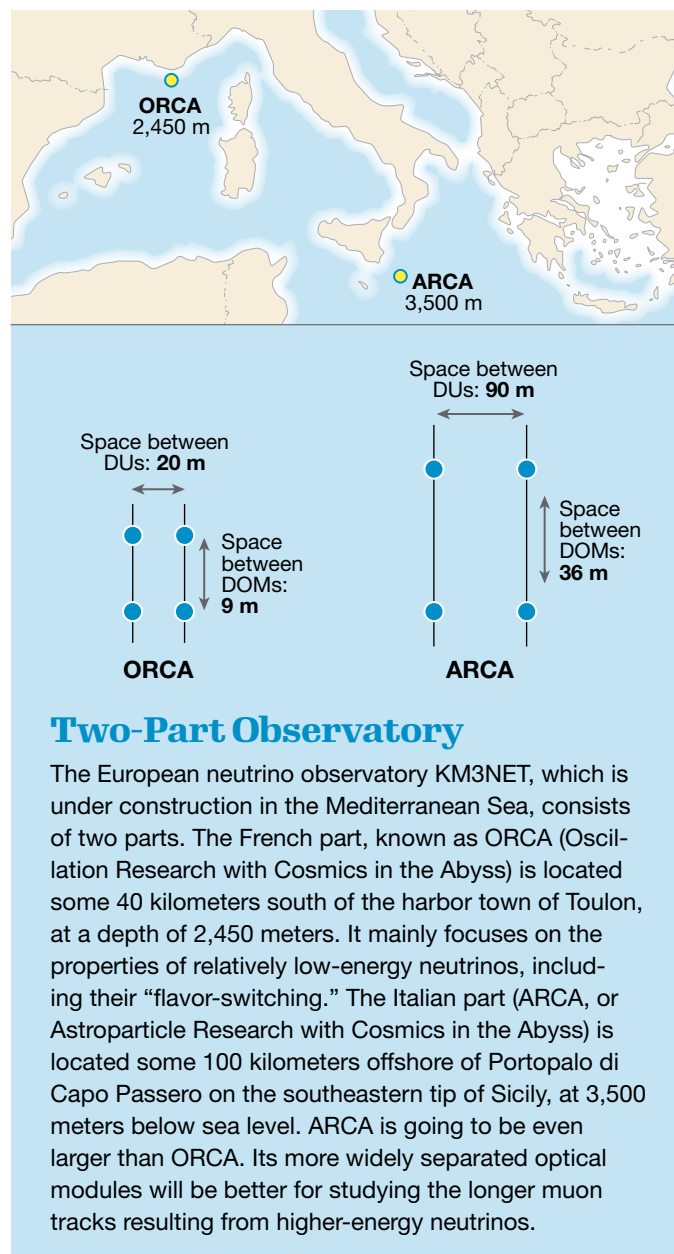 ORCA
2,450 m
ARCA
3,500 m
Space between
DUs: 90 m
Space between
DUs: 20 m
Space
between
DOMs:
9 m
Space
between
DOMs:
36 m
ORCA
ARCA
Two-Part Observatory
The European neutrino observatory KM3NET, which is
under construction in the Mediterranean Sea, consists
of two parts. The French part, known as ORCA (Oscil-
lation Research with Cosmics in the Abyss) is located
some 40 kilometers south of the harbor town of Toulon,
at a depth of 2,450 meters. It mainly focuses on the
properties of relatively low-energy neutrinos, includ-
ing their “flavor-switching.” The Italian part (ARCA, or
Astroparticle Research with Cosmics in the Abyss) is
located some 100 kilometers offshore of Portopalo di
Capo Passero on the southeastern tip of Sicily, at 3,500
meters below sea level. ARCA is going to be even
larger than ORCA. Its more widely separated optical
modules will be better for studying the longer muon
tracks resulting from higher-energy neutrinos.